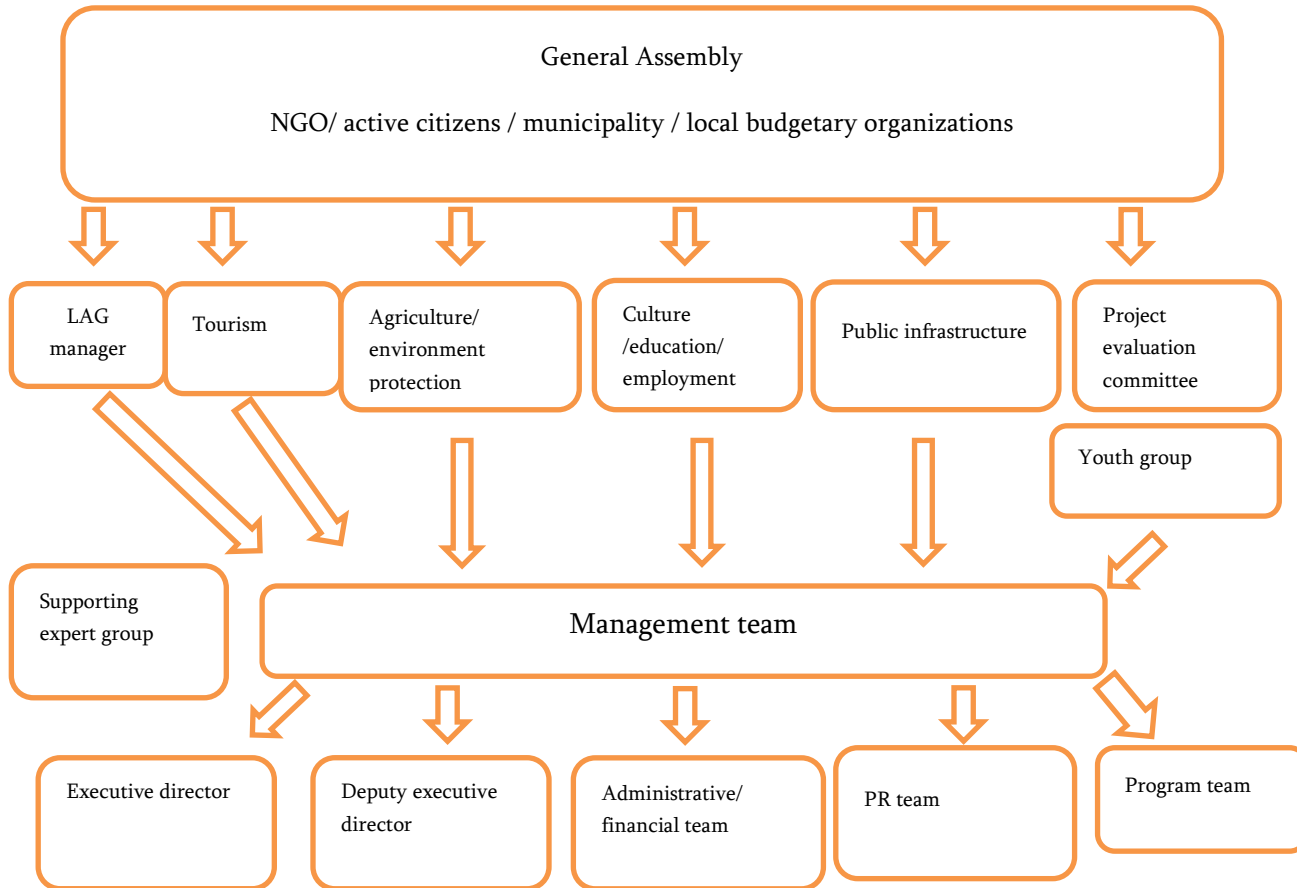 General Assembly
NGO/ active citizens / municipality / local budgetary organizations
LAG
manager
Tourism
Agriculture/
environment
protection
Culture
/education/
employment
Public infrastructure
Project
evaluation
committee
Youth group
Supporting
expert group
Management team
Executive director
Deputy executive
director
Administrative/
financial team
PR team
Program team